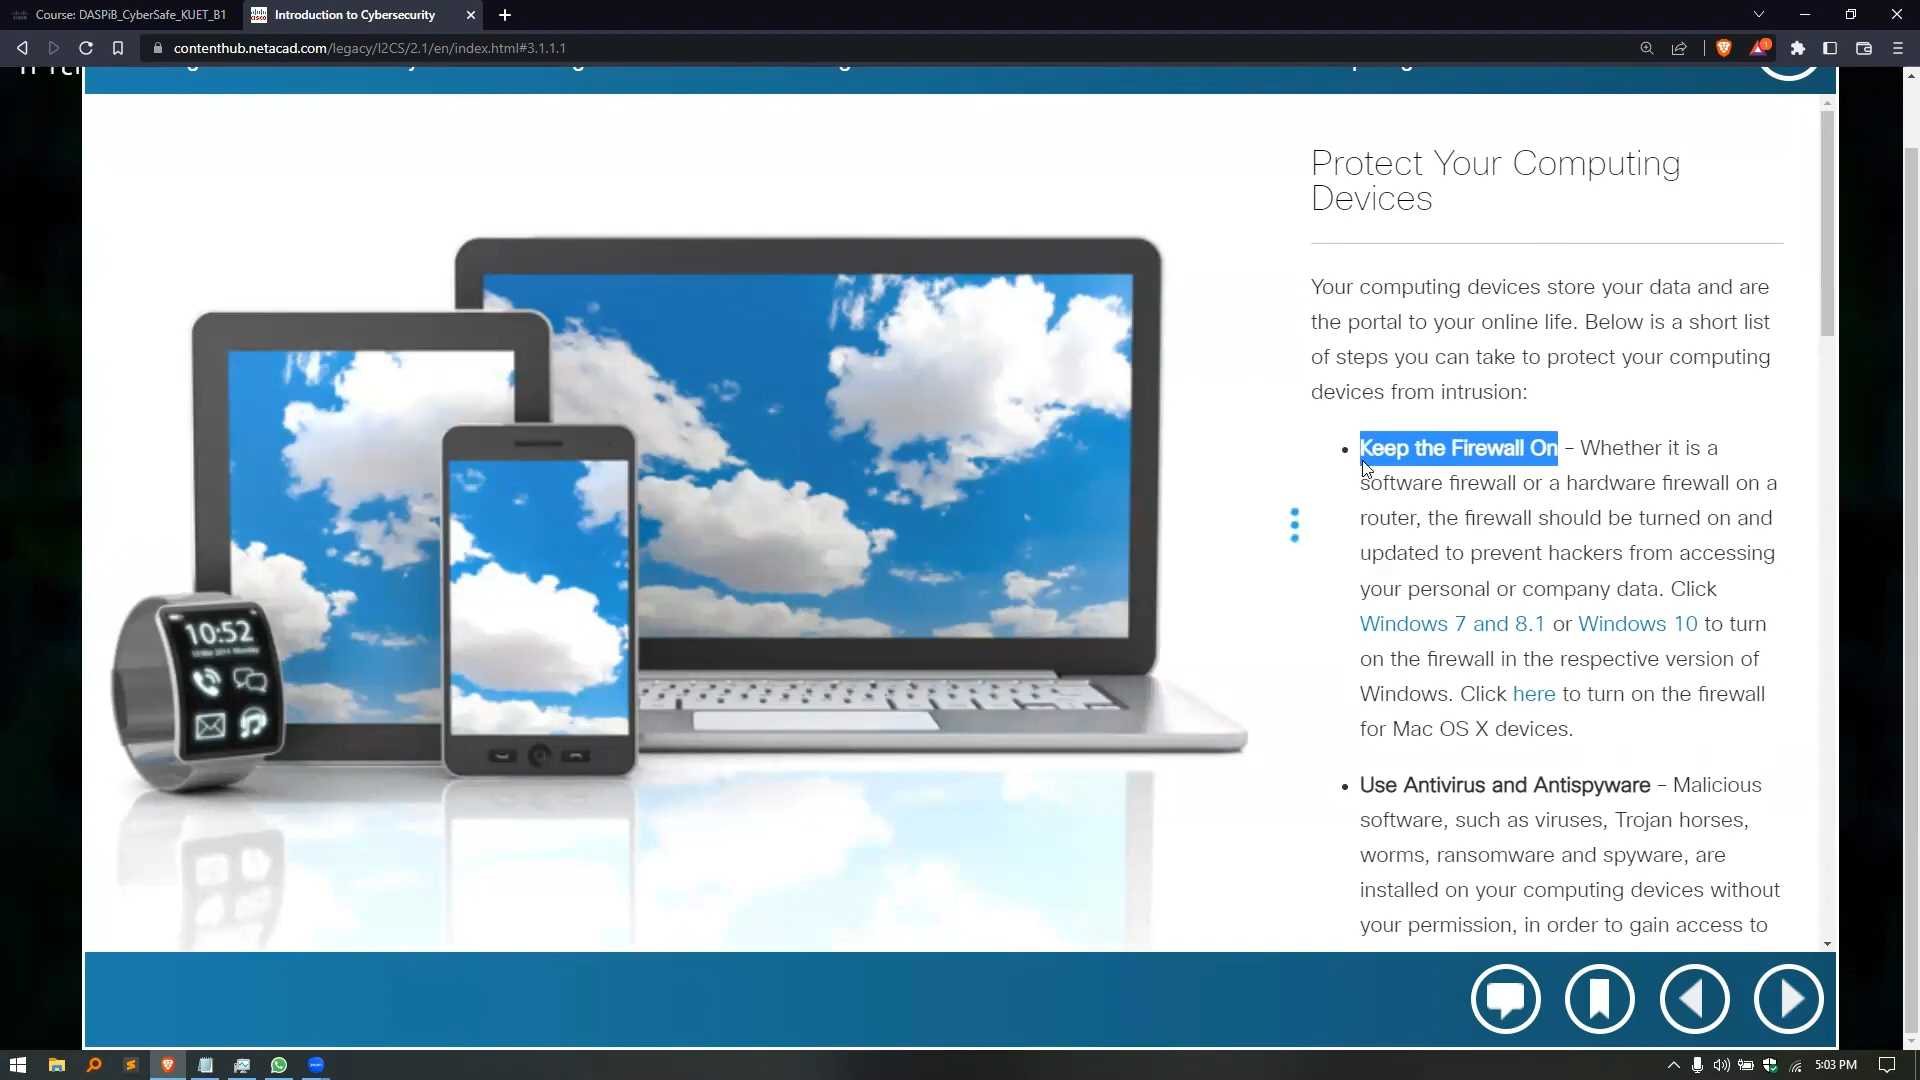 Course: DASPiB_CyberSafe_KUET_B1
Introduction to Cybersecurity
contenthub.netacad.com/legacy/I2CS/2.1/en/index.html#3.1.1.1
Protect Your Computing
Devices
Your computing devices store your data and are
the portal to your online life. Below is a short list
of steps you can take to protect your computing
devices from intrusion:
• Keep the Firewall On – Whether it is a
software firewall or a hardware firewall on a
router, the firewall should be turned on and
updated to prevent hackers from accessing
your personal or company data. Click
Windows 7 and 8.1 or Windows 10 to turn
on the firewall in the respective version of
Windows. Click here to turn on the firewall
for Mac OS X devices.
• Use Antivirus and Antispyware – Malicious
software, such as viruses, Trojan horses,
worms, ransomware and spyware, are
installed on your computing devices without
your permission, in order to gain access to
10:52
5:03 PM